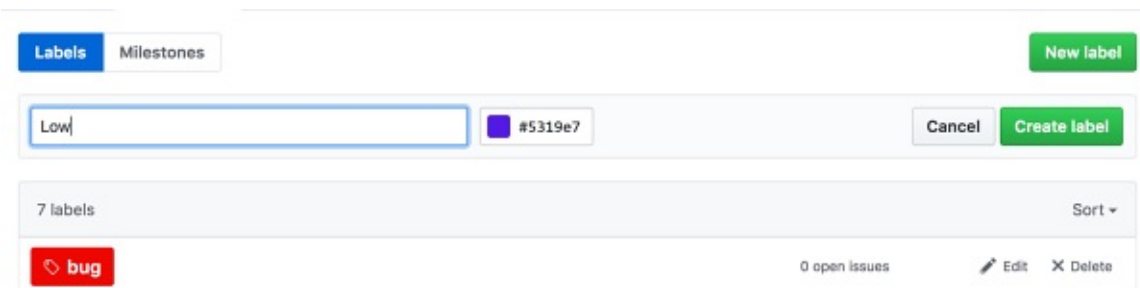 Labels Milestones New label
Low #5319e7 Cancel Create label
7 labels Sort
bug 0 open issues Edit Delete